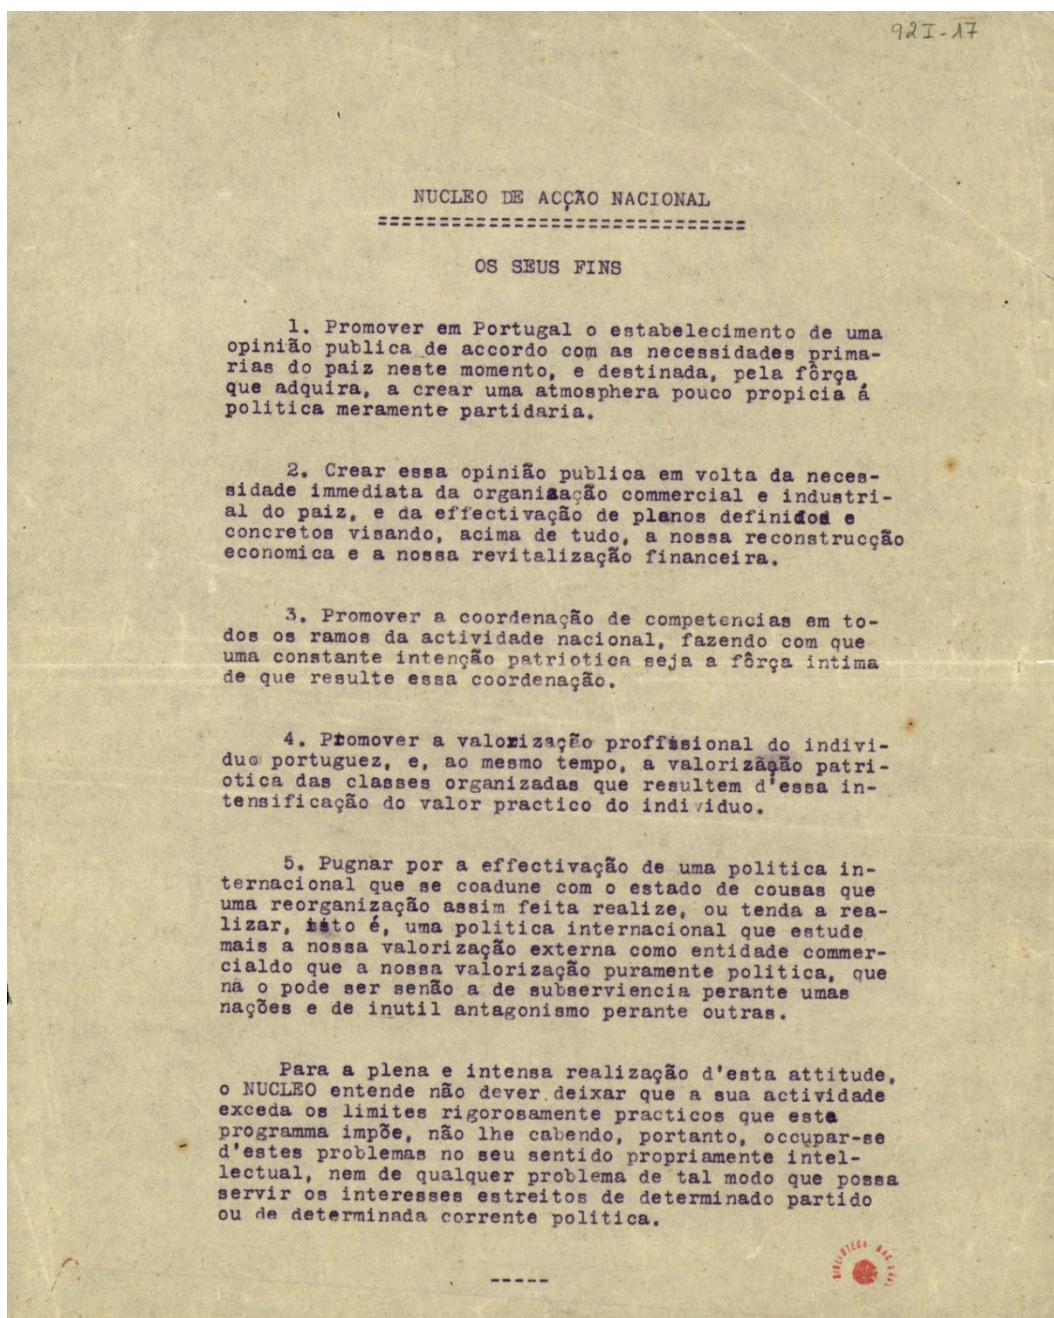 92I-17
NUCLEO DE ACÇÃO NACIONAL
==============================
OS SEUS FINS
1. Promover em Portugal o estabelecimento de uma
opinião publica de accordo com as necessidades prima-
rias do paiz neste momento, e destinada, pela fôrça
que adquira, a crear uma atmosphera pouco propicia á
politica meramente partidaria.
2. Crear essa opinião publica em volta da neces-
sidade immediata da organização commercial e industri-
al do paiz, e da effectivação de planos definidos e
concretos visando, acima de tudo, a nossa reconstrucção
economica e a nossa revitalização financeira.
3. Promover a coordenação de competencias em to-
dos os ramos da actividade nacional, fazendo com que
uma constante intenção patriotica seja a fôrça intima
de que resulte essa coordenação.
4. Promover a valorização proffisional do indivi-
duo portuguez, e, ao mesmo tempo, a valorização patri-
otica das classes organizadas que resultem d'essa in-
tensificação do valor practico do individuo.
5. Pugnar por a effectivação de uma politica in-
ternacional que se coadune com o estado de cousas que
uma reorganização assim feita realize, ou tenda a rea-
lizar, isto é, uma politica internacional que estude
mais a nossa valorização externa como entidade commer-
cialdo que a nossa valorização puramente politica, que
nã o pode ser senão a de subserviencia perante umas
nações e de inutil antagonismo perante outras.
Para a plena e intensa realização d'esta attitude,
o NUCLEO entende não dever deixar que a sua actividade
exceda os limites rigorosamente practicos que este
programma impõe, não lhe cabendo, portanto, occupar-se
d'estes problemas no seu sentido propriamente intel-
lectual, nem de qualquer problema de tal modo que possa
servir os interesses estreitos de determinado partido
ou de determinada corrente politica.
-----
BIBLIOTECA NACIONAL